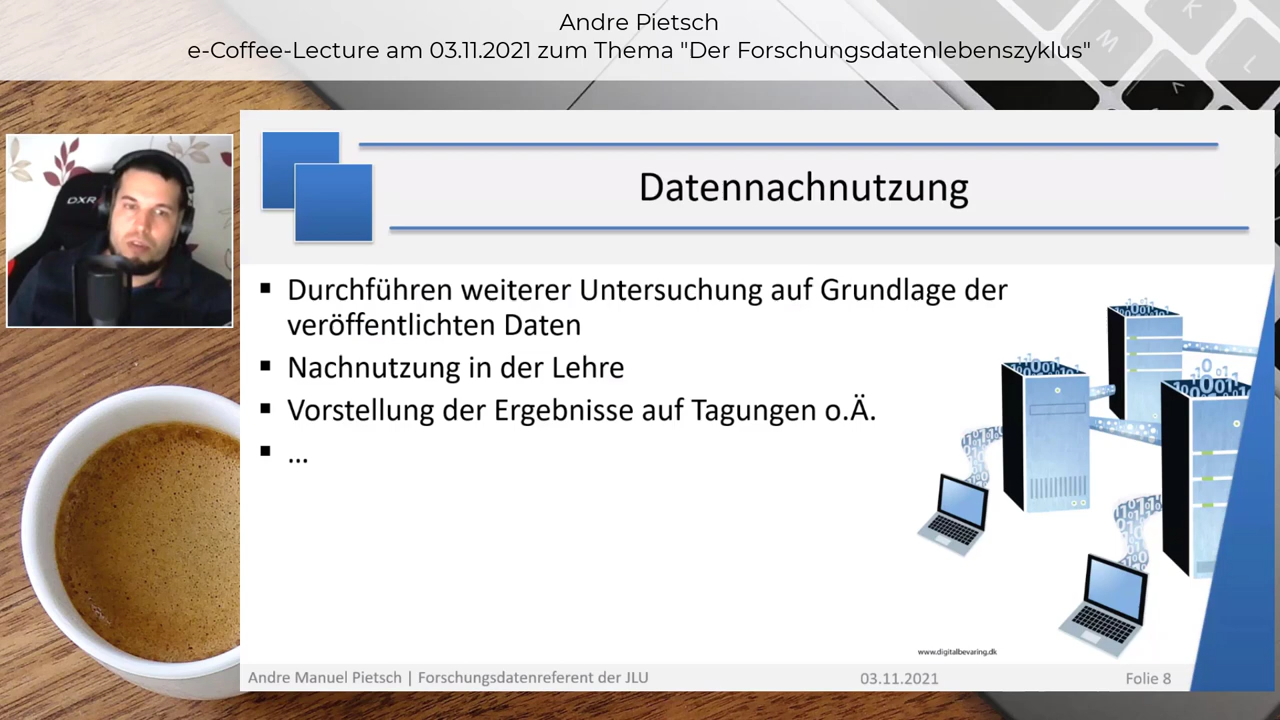 Andre Pietsch
e-Coffee-Lecture am 03.11.2021 zum Thema "Der Forschungsdatenlebenszyklus"
DXR
Datennachnutzung
▪ Durchführen weiterer Untersuchung auf Grundlage der
veröffentlichten Daten
▪ Nachnutzung in der Lehre
▪ Vorstellung der Ergebnisse auf Tagungen o.Ä.
▪ ...
www.digitalbevaring.dk
Andre Manuel Pietsch | Forschungsdatenreferent der JLU
03.11.2021
Folie 8